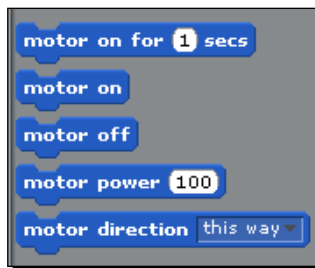 motor on for 1 secs
motor on
motor off
motor power 100
motor direction this way